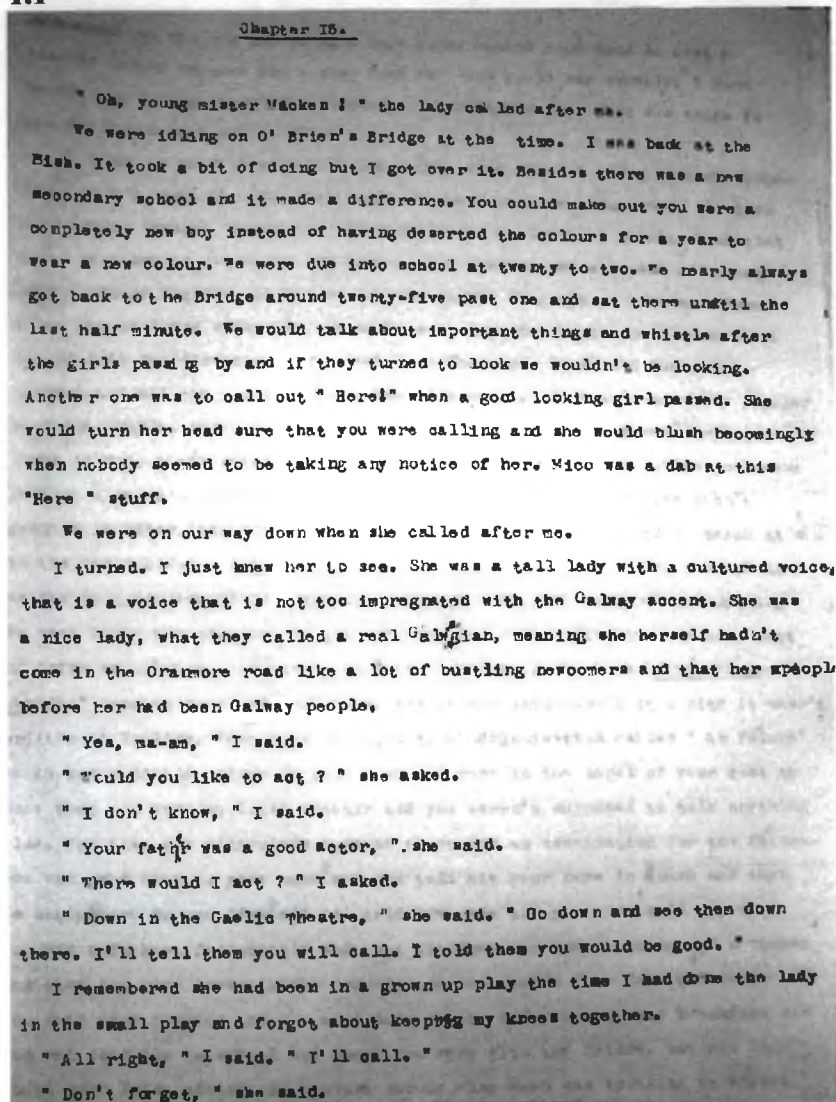 Chapter 15.
" Oh, young mister Macken ! " the lady called after me.
We were idling on O' Brien's Bridge at the time. I was back at the
Bish. It took a bit of doing but I got over it. Besides there was a new
secondary school and it made a difference. You could make out you were a
completely new boy instead of having deserted the colours for a year to
wear a new colour. We were due into school at twenty to two. We nearly always
got back to the Bridge around twenty-five past one and sat there until the
last half minute. We would talk about important things and whistle after
the girls passing by and if they turned to look we wouldn't be looking.
Another one was to call out " Here!" when a good looking girl passed. She
would turn her head sure that you were calling and she would blush becomingly
when nobody seemed to be taking any notice of her. Mico was a dab at this
"Here " stuff.
We were on our way down when she called after me.
I turned. I just knew her to see. She was a tall lady with a cultured voice,
that is a voice that is not too impregnated with the Galway accent. She was
a nice lady, what they called a real Galwgian, meaning she herself hadn't
come in the Oranmore road like a lot of bustling newcomers and that her people
before her had been Galway people.
" Yes, ma-am, " I said.
" Would you like to act ? " she asked.
" I don't know, " I said.
" Your father was a good actor, ". she said.
" Where would I act ? " I asked.
" Down in the Gaelic Theatre, " she said. " Go down and see them down
there. I'll tell them you will call. I told them you would be good. "
I remembered she had been in a grown up play the time I had done the lady
in the small play and forgot about keeping my knees together.
" All right, " I said. " I'll call. "
" Don't forget, " she said.